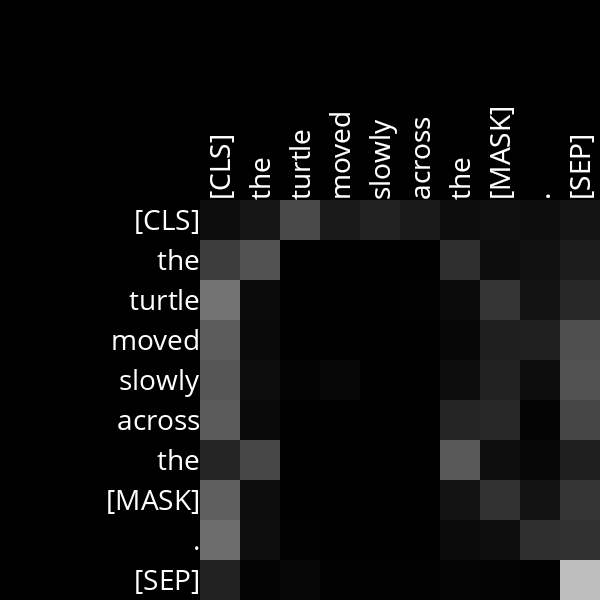 [CLS] the turtle moved slowly across the [MASK] . [SEP]
[CLS]
the
turtle
moved
slowly
across
the
[MASK]
.
[SEP]